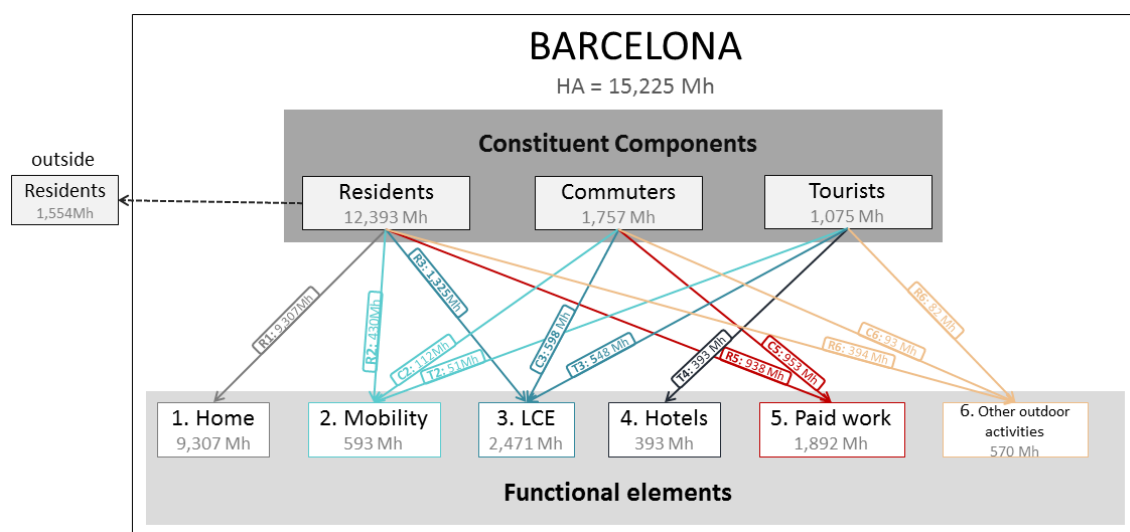 BARCELONA
HA = 15,225 Mh
Constituent Components
outside
Residents
1,554Mh
Residents
12,393 Mh
Commuters
1,757 Mh
Tourists
1,075 Mh
R1: 9,307Mh
R2: 430Mh
R3: 1,325Mh
C2: 112Mh
T2: 51Mh
C3: 598 Mh
T3: 548 Mh
T4: 393 Mh
R5: 938 Mh
C5: 953 Mh
R6: 394 Mh
C6: 93 Mh
R6: 82 Mh
1. Home
9,307 Mh
2. Mobility
593 Mh
3. LCE
2,471 Mh
4. Hotels
393 Mh
5. Paid work
1,892 Mh
6. Other outdoor
activities
570 Mh
Functional elements